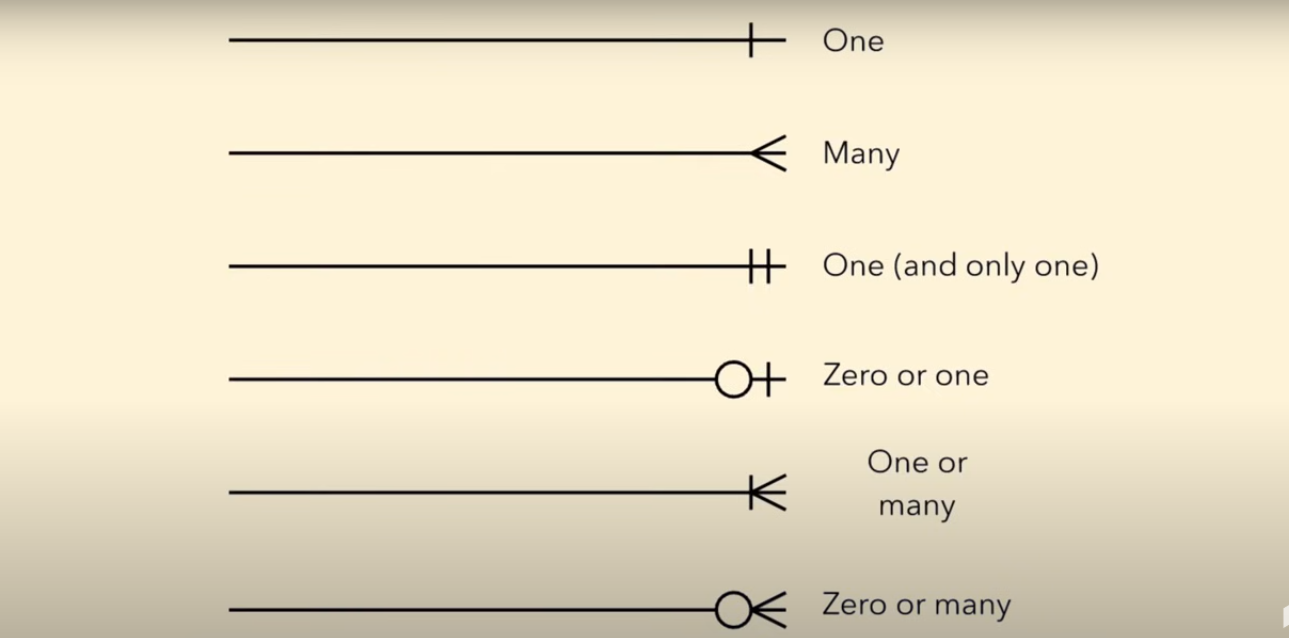 One
Many
One (and only one)
Zero or one
One or
many
Zero or many